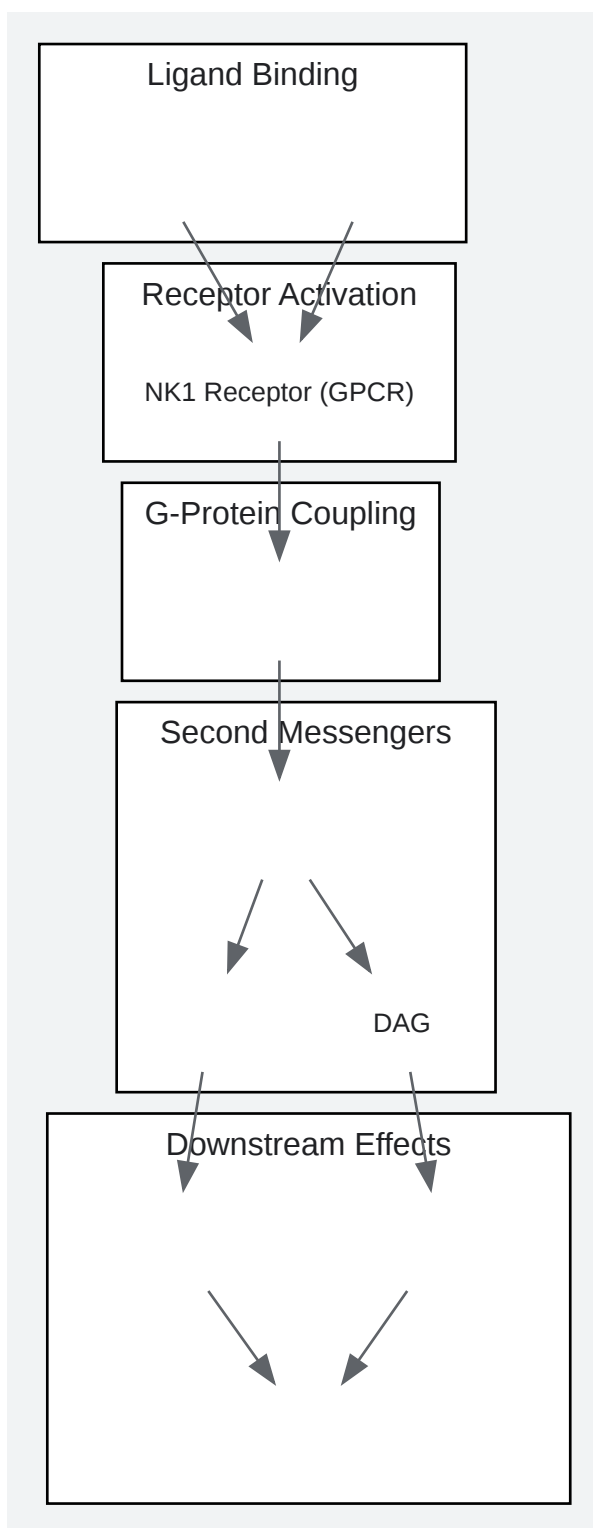 Ligand Binding
Receptor Activation
NK1 Receptor (GPCR)
G-Protein Coupling
Second Messengers
DAG
Downstream Effects